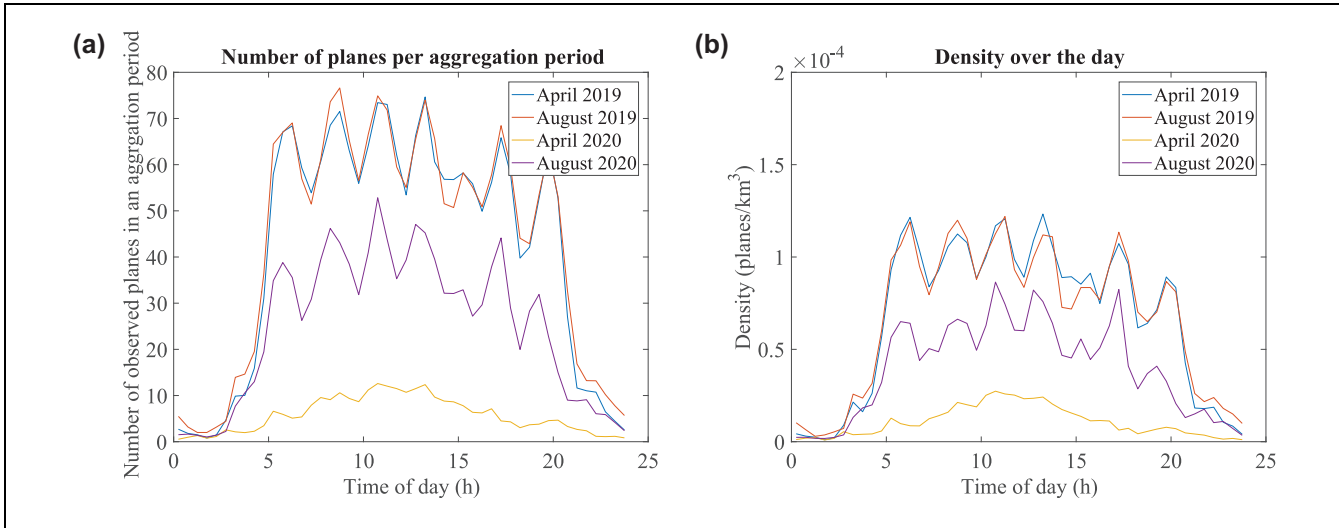 (a)
Number of planes per aggregation period
Number of observed planes in an aggrgation period
80
70
60
50
40
30
20
10
0
0 5 10 15 20 25
Time of day (h)
April 2019
August 2019
April 2020
August 2020
(b)
Density over the day
×10⁻⁴
Density (planes/km³)
2
1.5
1
0.5
0
0 5 10 15 20 25
Time of day (h)
April 2019
August 2019
April 2020
August 2020